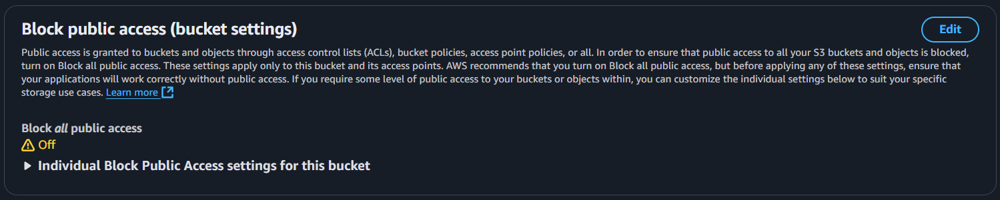 Block public access (bucket settings)
Edit
Public access is granted to buckets and objects through access control lists (ACLs), bucket policies, access point policies, or all. In order to ensure that public access to all your S3 buckets and objects is blocked,
turn on Block all public access. These settings apply only to this bucket and its access points. AWS recommends that you turn on Block all public access, but before applying any of these settings, ensure that
your applications will work correctly without public access. If you require some level of public access to your buckets or objects within, you can customize the individual settings below to suit your specific
storage use cases. Learn more
Block all public access
Off
Individual Block Public Access settings for this bucket